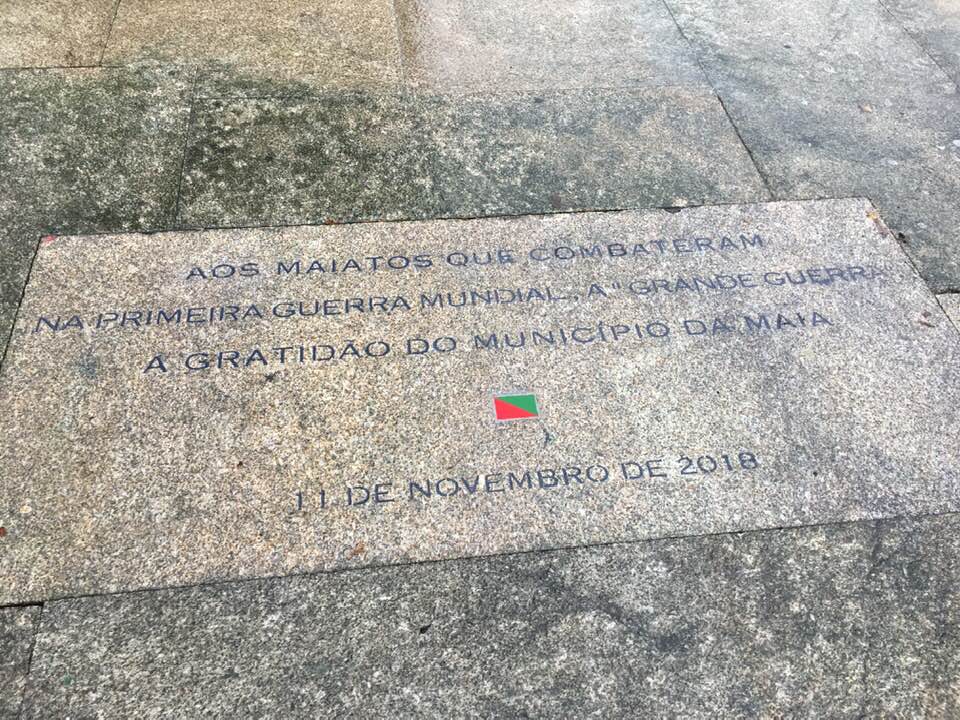 AOS MAIATOS QUE COMBATERAM
NA PRIMEIRA GUERRA MUNDIAL, A "GRANDE GUERRA
A GRATIDÃO DO MUNICÍPIO DA MAIA
11 DE NOVEMBRO DE 2018